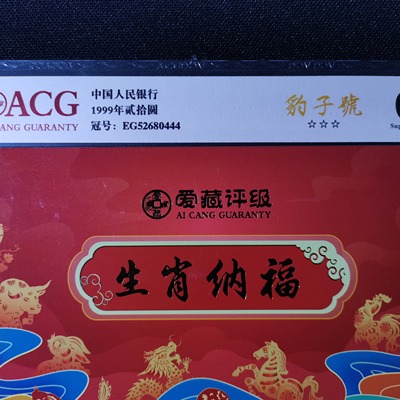 ACG
CANG GUARANTY
中国人民银行
1999年贰拾圆
冠号：EG52680444
豹子號
☆☆☆
爱藏评级
AI CANG GUARANTY
生肖纳福